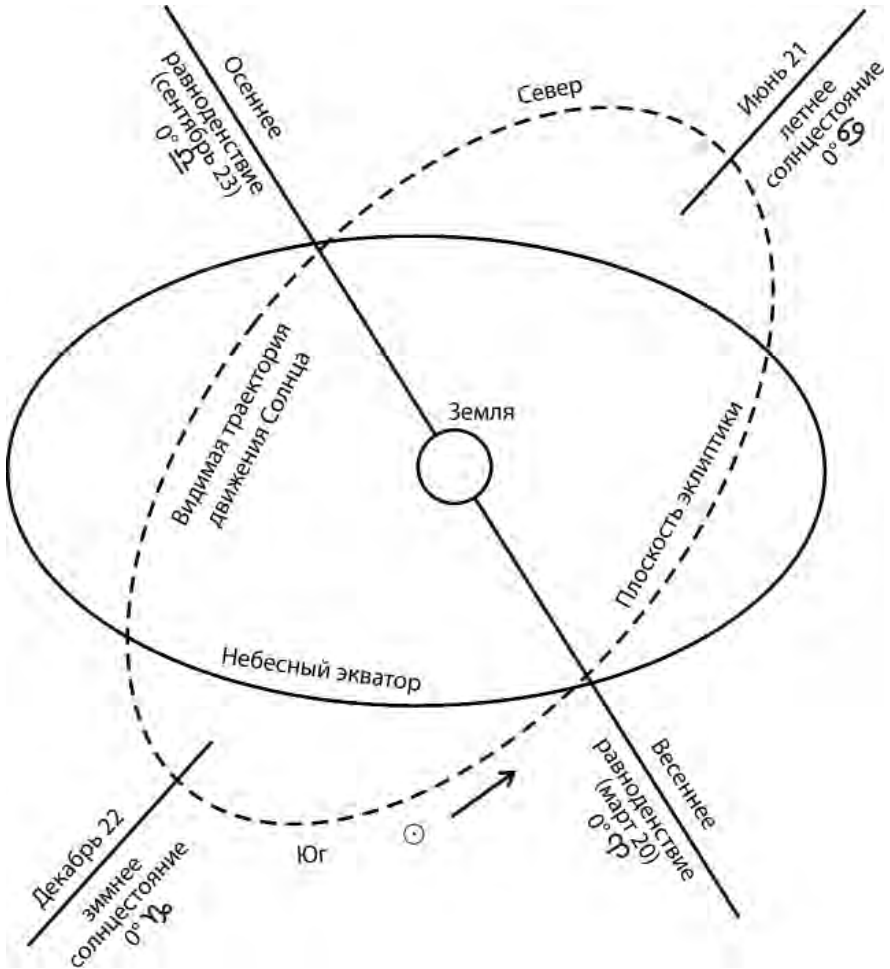 Осеннее
равноденствие
(сентябрь 23)
0° ♎
Север
Июнь 21
летнее
солнцестояние
0° ♋
Видимая траектория
движения Солнца
Земля
Плоскость эклиптики
Небесный экватор
Декабрь 22
зимнее
солнцестояние
0° ♑
Юг
☉
Весеннее
равноденствие
(март 20)
0° ♈